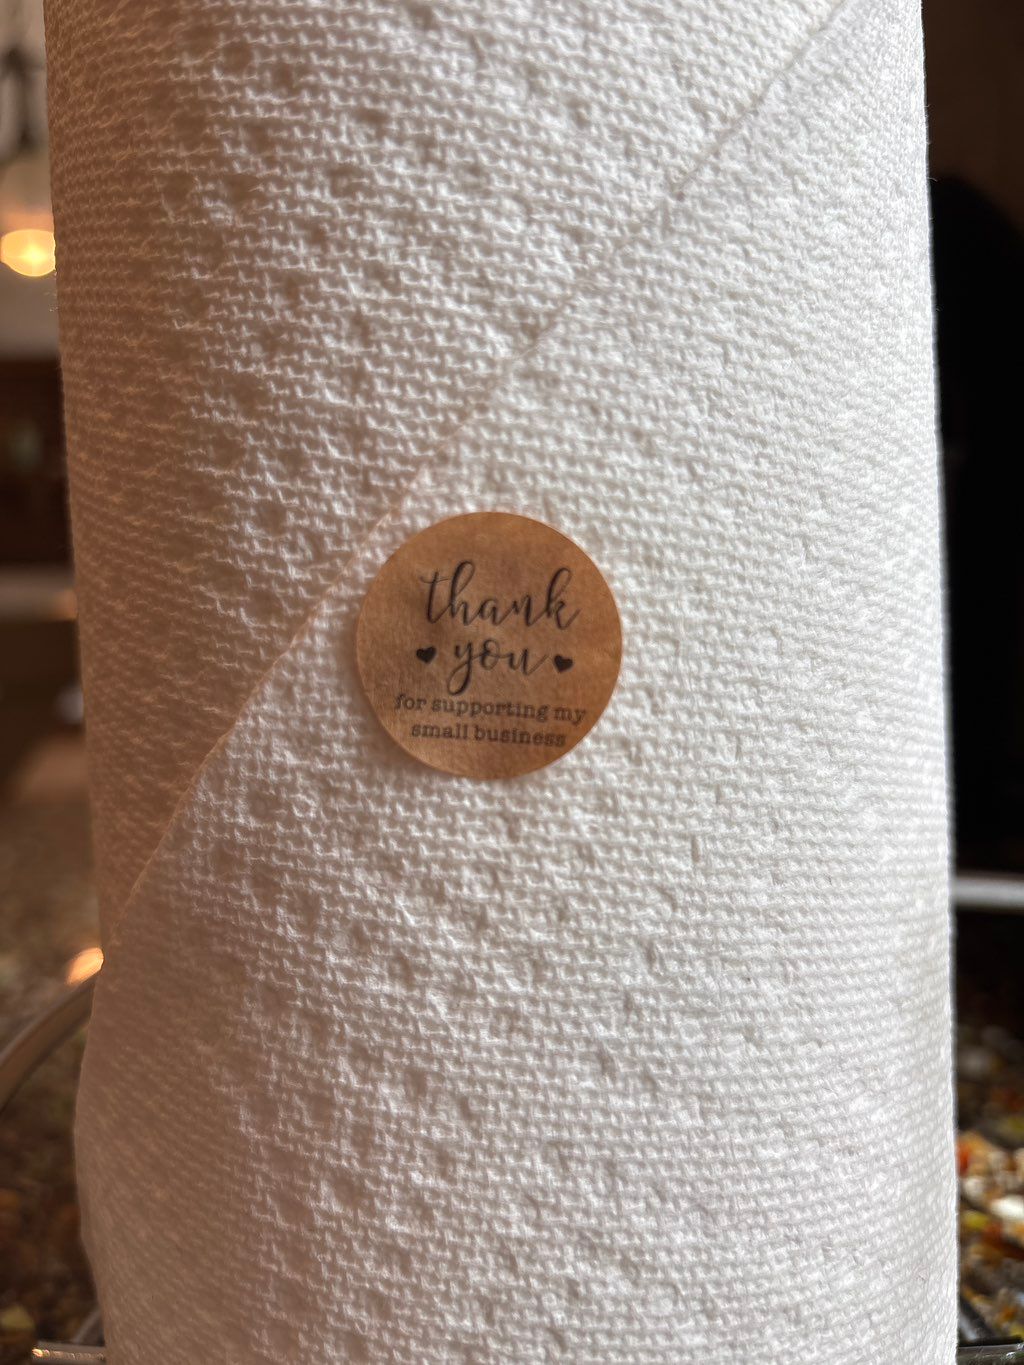 thank
♥ you ♥
for supporting my
small business